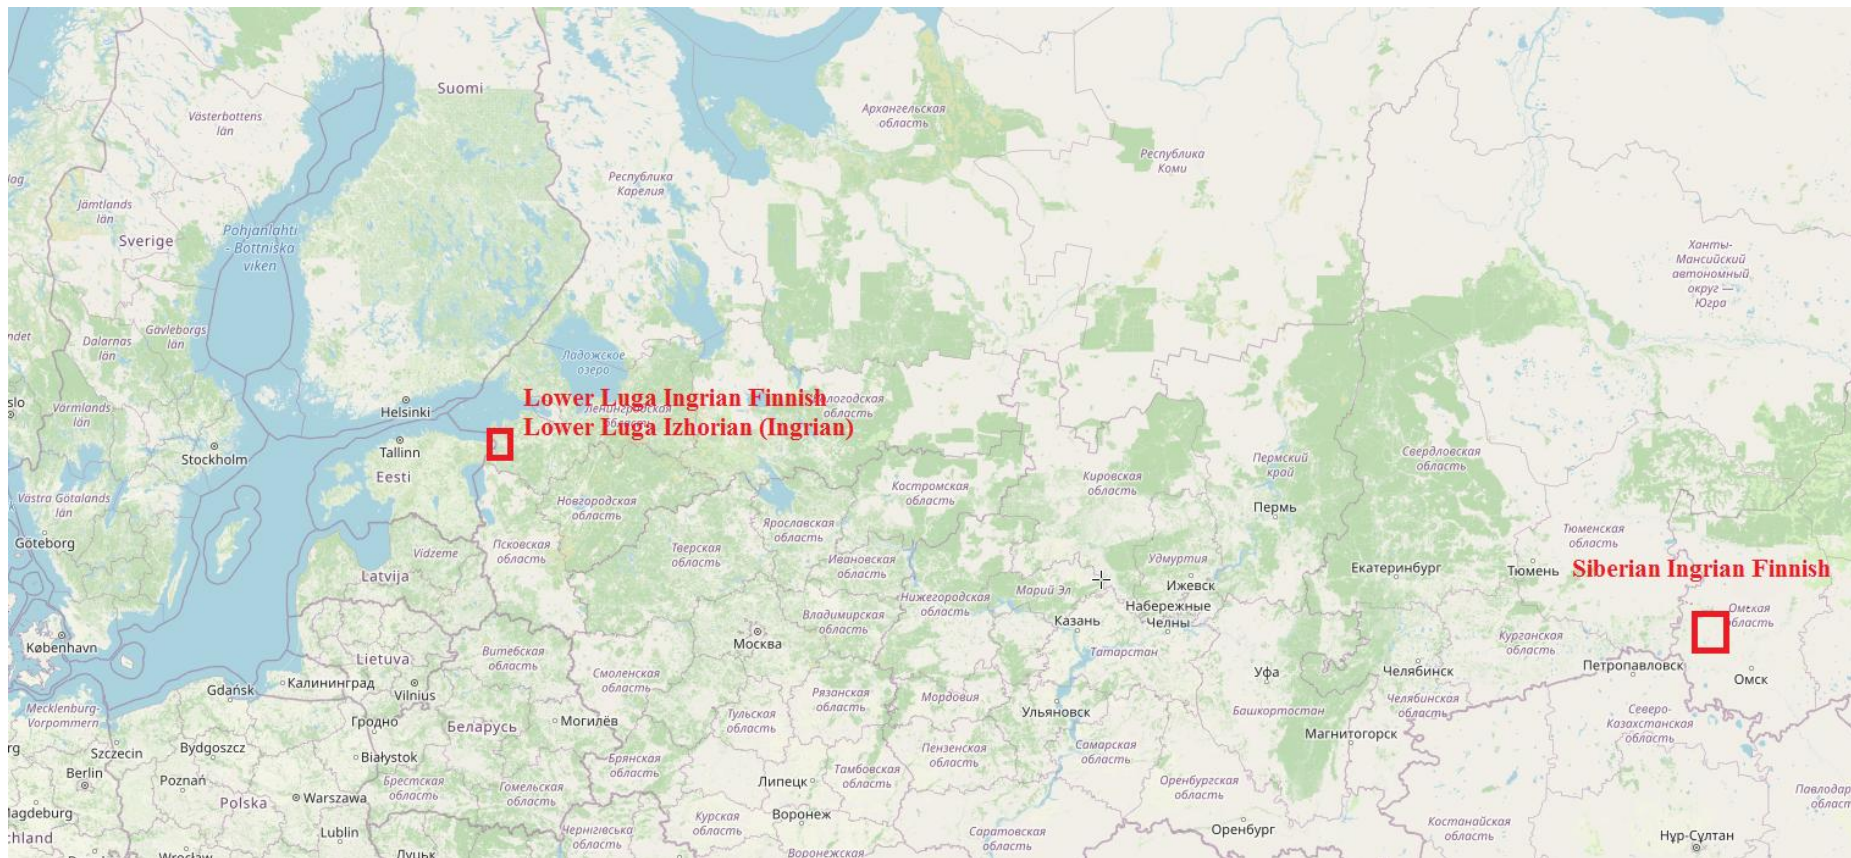 Suomi
Västerbottens
län
Архангельская
область
Республика
Коми
Республика
Карелия
Jämtlands
län
Sverige
Pohjanlahti
- Bottniska
viken
Ханты-
Мансийский
автономный
округ —
Югра
Gävleborgs
län
Dalarnas
län
Ладожское
озеро
Lower Luga Ingrian Finnish
Lower Luga Izhorian (Ingrian)
область
Värmlands
län
Helsinki
Stockholm
Tallinn
Eesti
Västra Götalands
län
Göteborg
Новгородская
область
Костромская
область
Кировская
область
Пермский
край
Свердловская
область
Пермь
Псковская
область
Vidzeme
Тверская
область
Ярославская
область
Ивановская
область
Удмуртия
Тюменская
область
Latvija
Екатеринбург
Тюмень
Siberian Ingrian Finnish
Нижегородская
область
Марий Эл
Ижевск
Набережные
Челны
Казань
Владимирская
область
Омская
область
København
Москва
Татарстан
Курганская
область
Lietuva
Витебская
область
Смоленская
область
Уфа
Челябинск
Петропавловск
Омск
Gdańsk
Калининград
Vilnius
Рязанская
область
Мордовия
Mecklenburg-
Vorpommern
Гродно
Беларусь
Могилёв
Тульская
область
Ульяновск
Башкортостан
Челябинская
область
Северо-
Казахстанская
область
Магнитогорск
Szczecin
Bydgoszcz
Białystok
Брянская
область
Пензенская
область
Самарская
область
Berlin
Poznań
Брестская
область
Гомельская
область
Липецк
Тамбовская
область
Оренбургская
область
Polska
Warszawa
Lublin
Чернігівська
область
Курская
область
Воронеж
Саратовская
область
Оренбург
Костанайская
область
Нұр-Сұлтан